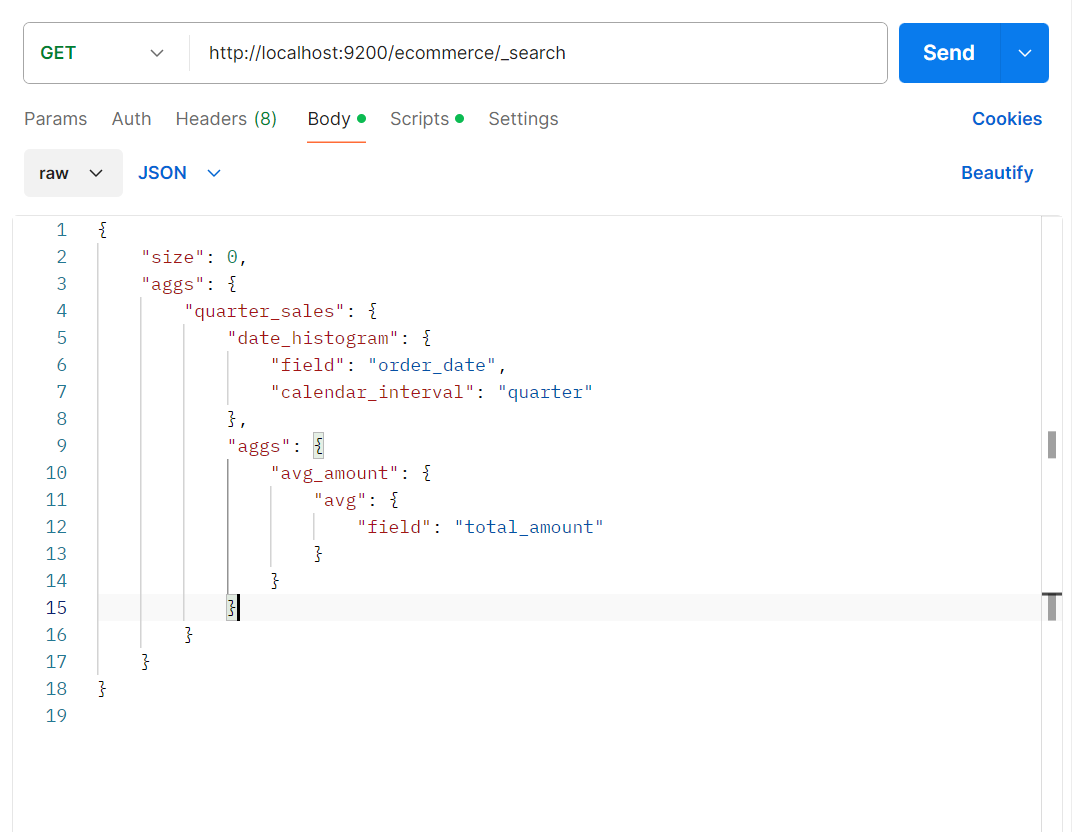 GET http://localhost:9200/ecommerce/_search Send
Params Auth Headers (8) Body Scripts Settings Cookies
raw JSON Beautify
1 {
2     "size": 0,
3     "aggs": {
4         "quarter_sales": {
5             "date_histogram": {
6                 "field": "order_date",
7                 "calendar_interval": "quarter"
8             },
9             "aggs": {
10                 "avg_amount": {
11                     "avg": {
12                         "field": "total_amount"
13                     }
14                 }
15             }
16         }
17     }
18 }
19